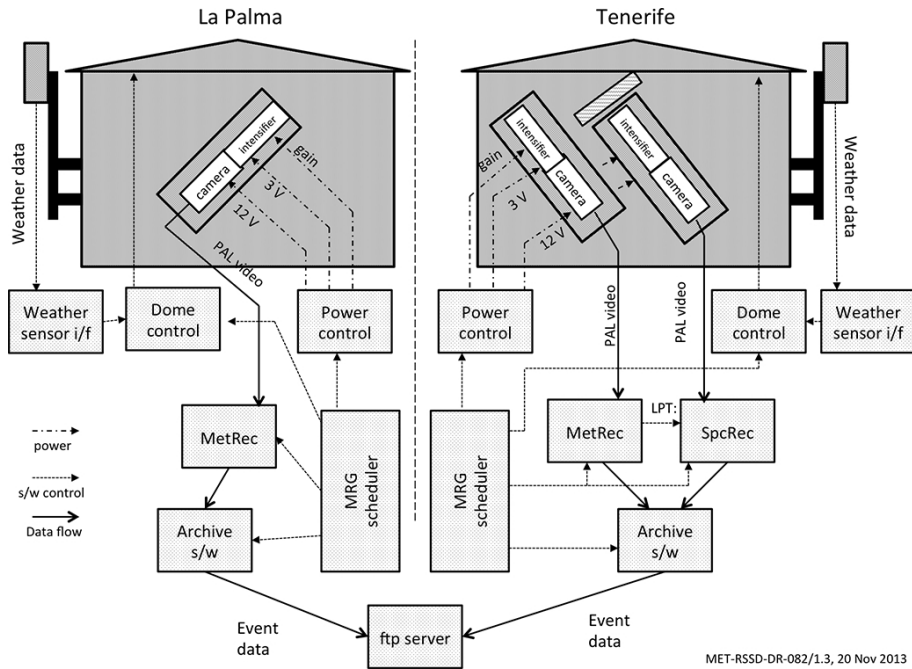 La Palma
Tenerife
Weather data
intensifier
camera
gain
3 V
12 V
PAL video
intensifier
camera
intensifier
camera
gain
3 V
12 V
Weather data
PAL video
PAL video
Weather
sensor i/f
Dome
control
Power
control
Power
control
Dome
control
Weather
sensor i/f
MetRec
MRG
scheduler
MRG
scheduler
MetRec
LPT:
SpcRec
power
s/w control
Data flow
Archive
s/w
Archive
s/w
Event
data
ftp server
Event
data
MET-RSSD-DR-082/1.3, 20 Nov 2013